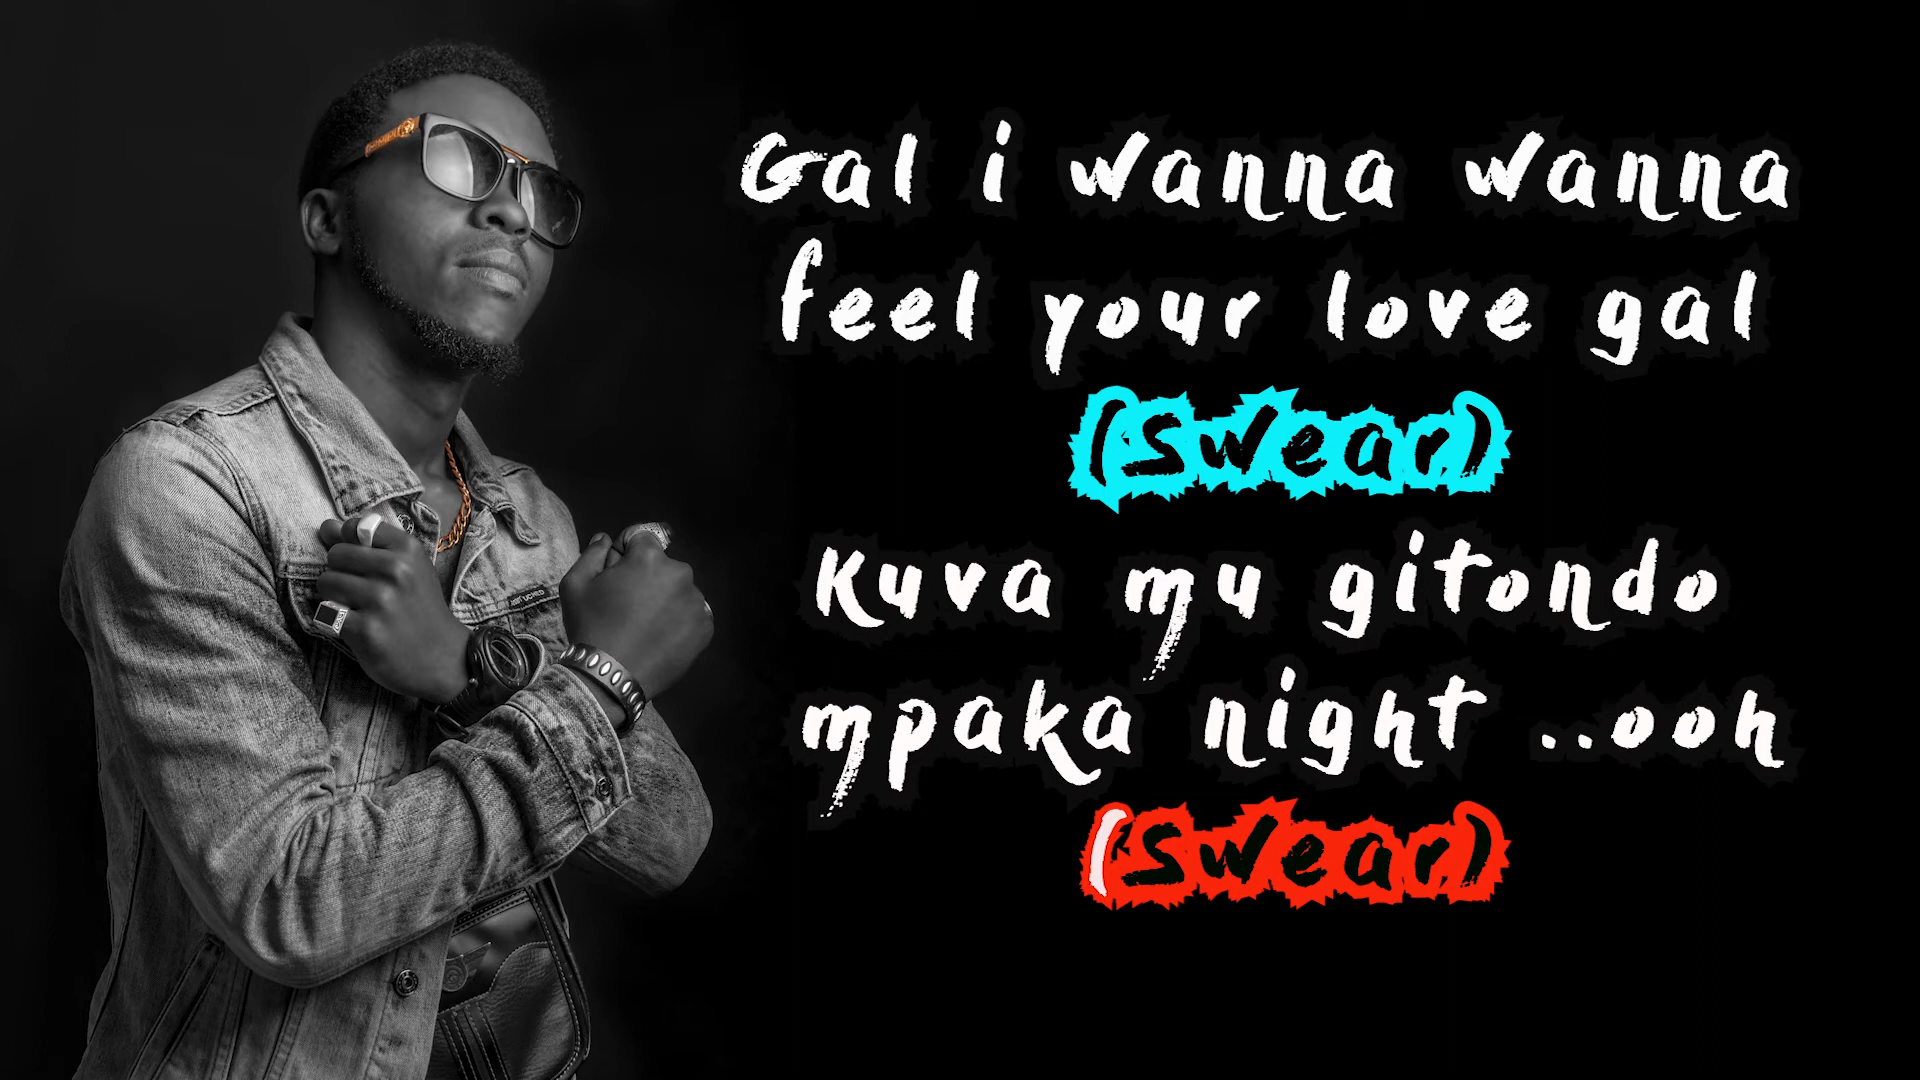 Gal i wanna wanna
feel your love gal
(Swear)
Kuva mu gitondo
mpaka night ..ooh
(Swear)